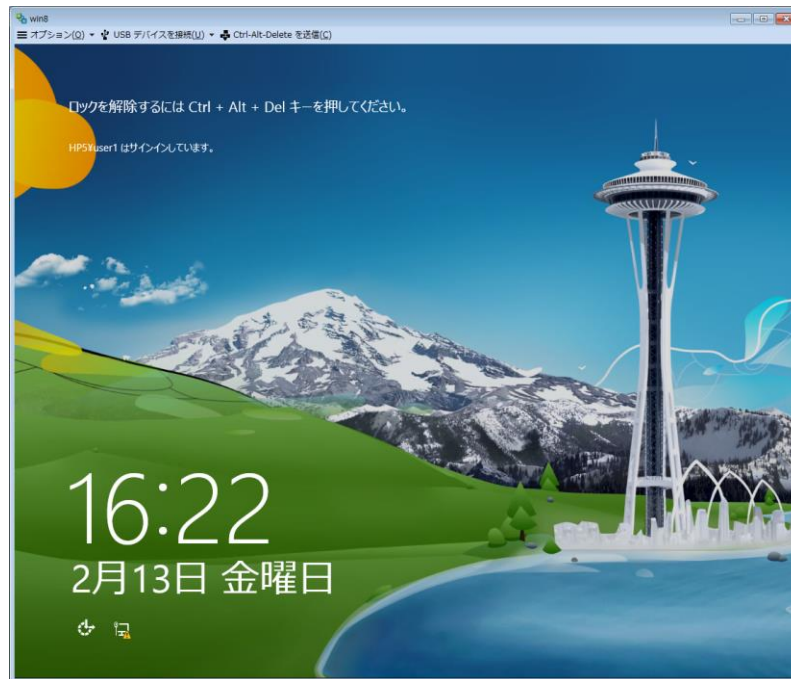 win8
オプション(O) USB デバイスを接続(U) Ctrl-Alt-Delete を送信(C)
ロックを解除するには Ctrl + Alt + Del キーを押してください。
HP5¥user1 はサインインしています。
16:22
2月13日 金曜日